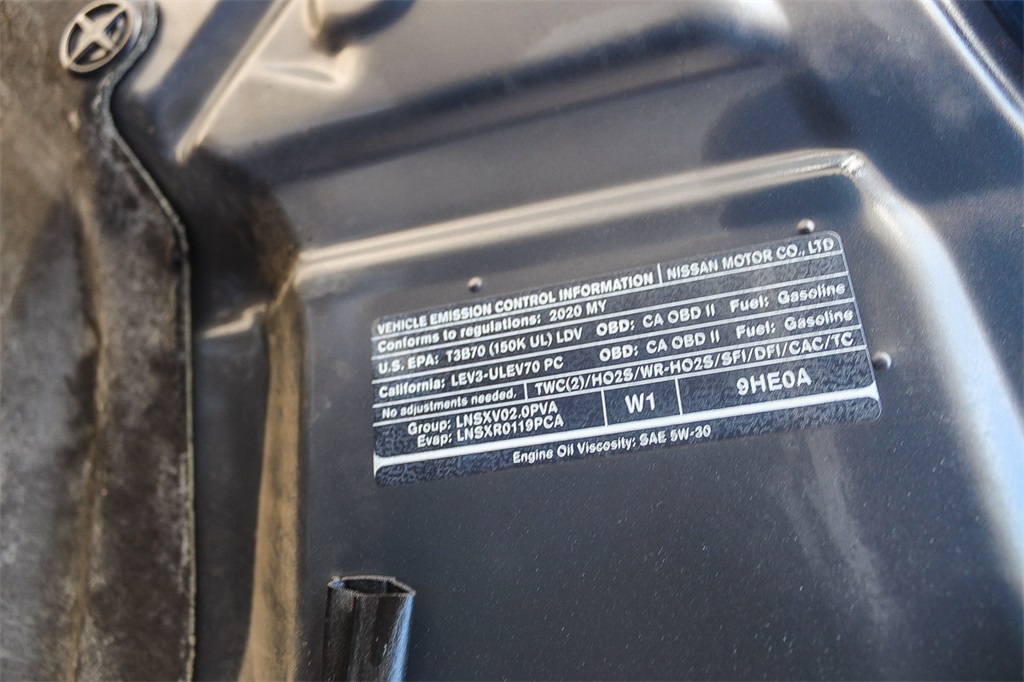 VEHICLE EMISSION CONTROL INFORMATION NISSAN MOTOR CO., LTD
Conforms to regulations: 2020 MY
U.S. EPA: T3B70 (150K UL) LDV OBD: CA OBD II Fuel: Gasoline
California: LEV3-ULEV70 PC OBD: CA OBD II Fuel: Gasoline
No adjustments needed. TWC(2)/HO2S/WR-HO2S/SFI/DFI/CAC/TC
Group: LNSXV02.0PVA
Evap: LNSXR0119PCA
W1
9HE0A
Engine Oil Viscosity: SAE 5W-30